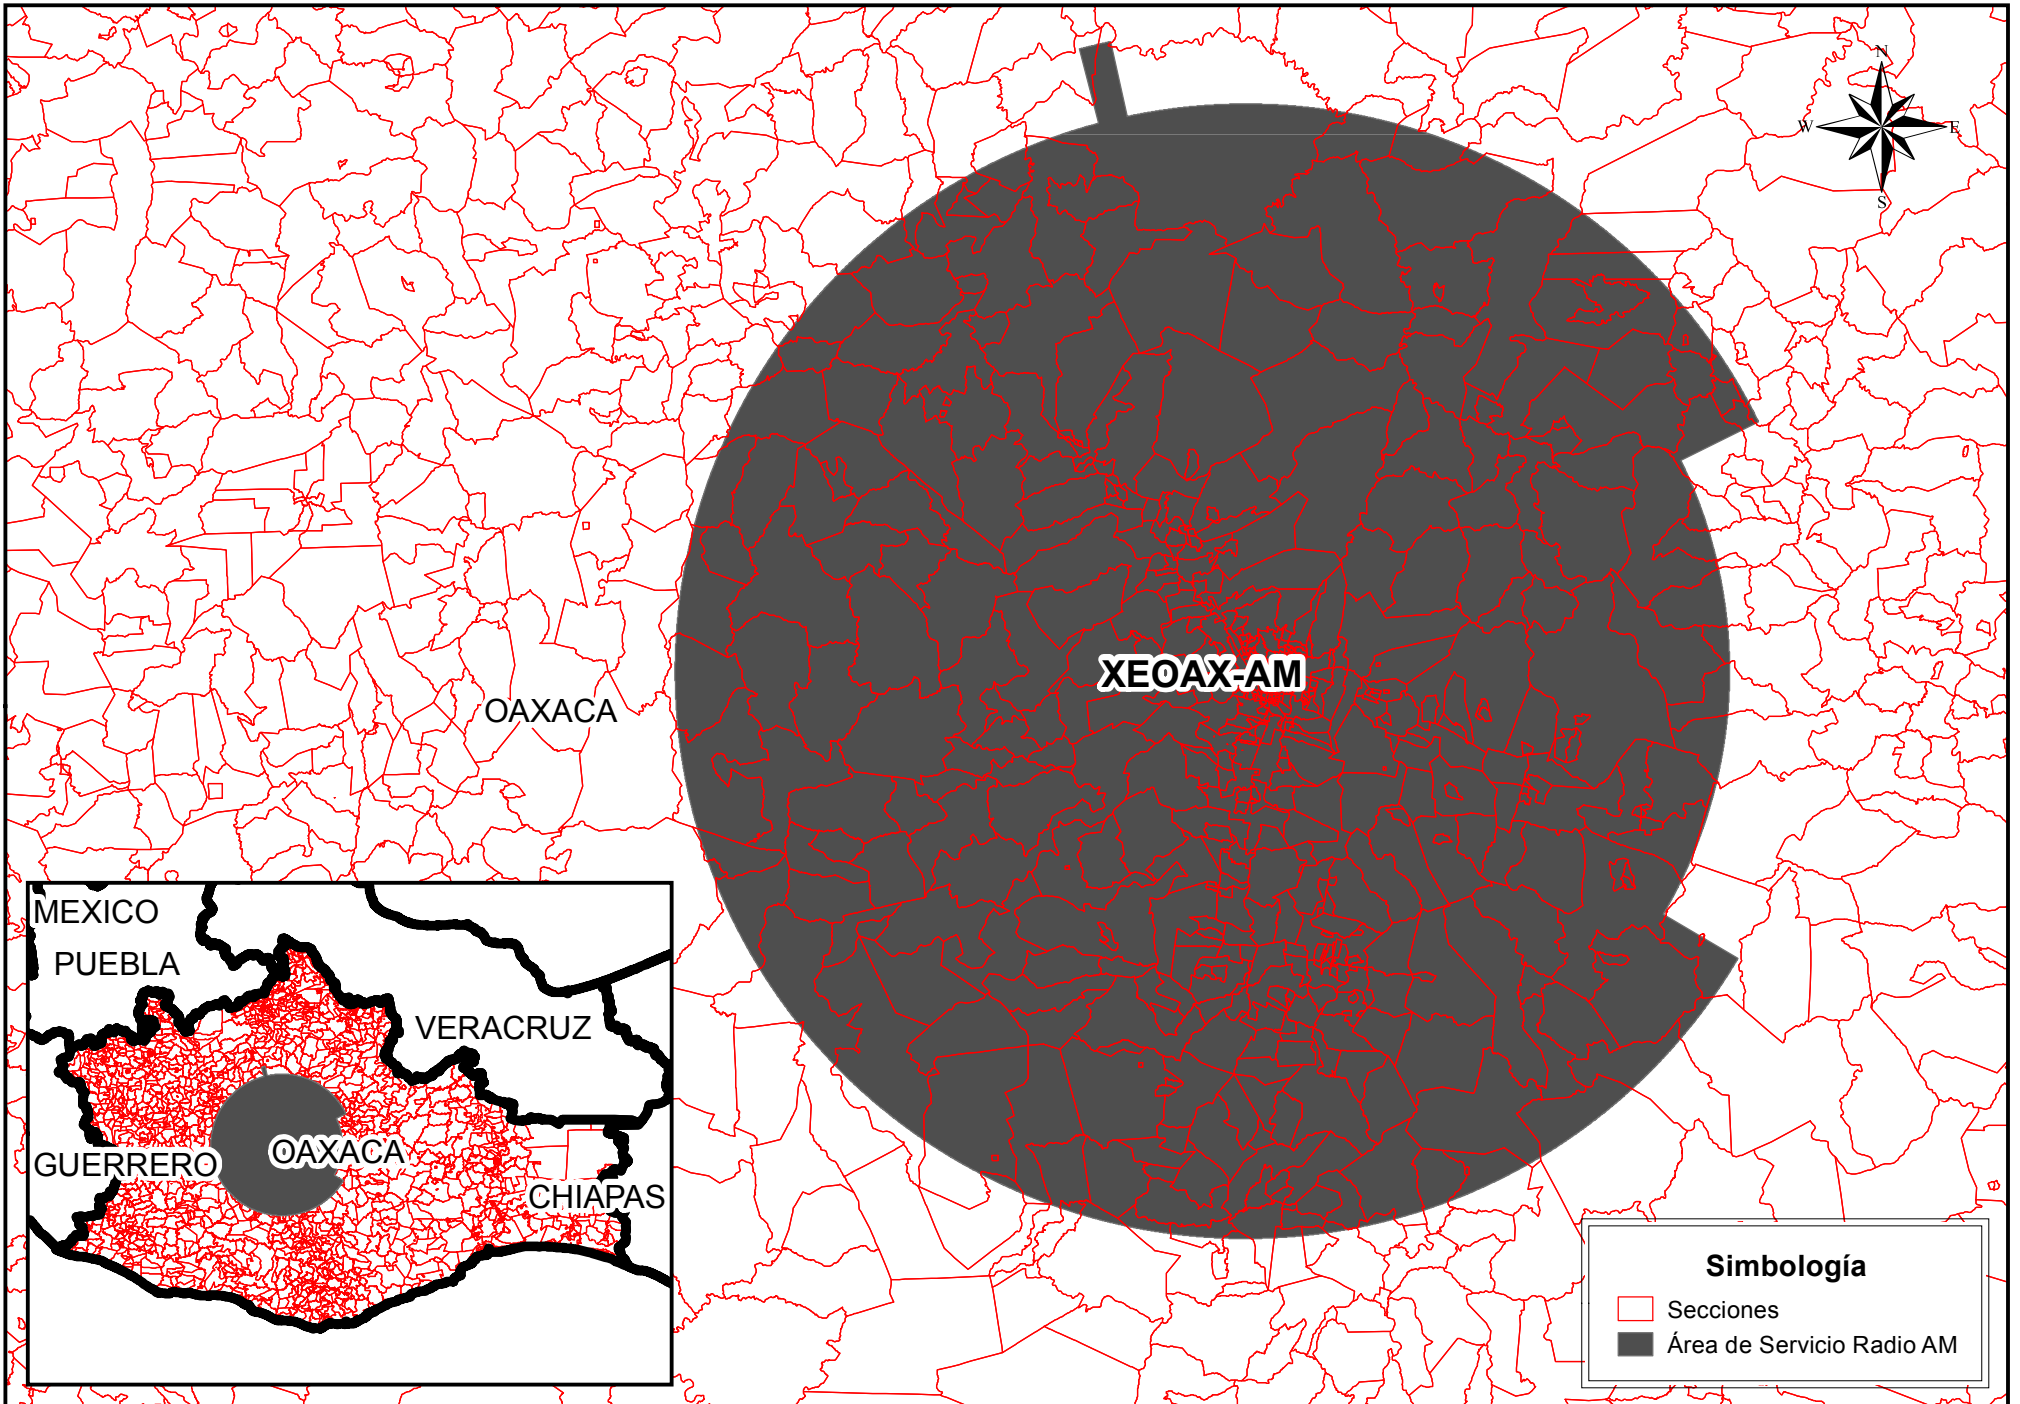 N
W E
S
XEOAX-AM
OAXACA
MEXICO
PUEBLA
VERACRUZ
GUERRERO
OAXACA
CHIAPAS
Simbología
Secciones
Área de Servicio Radio AM